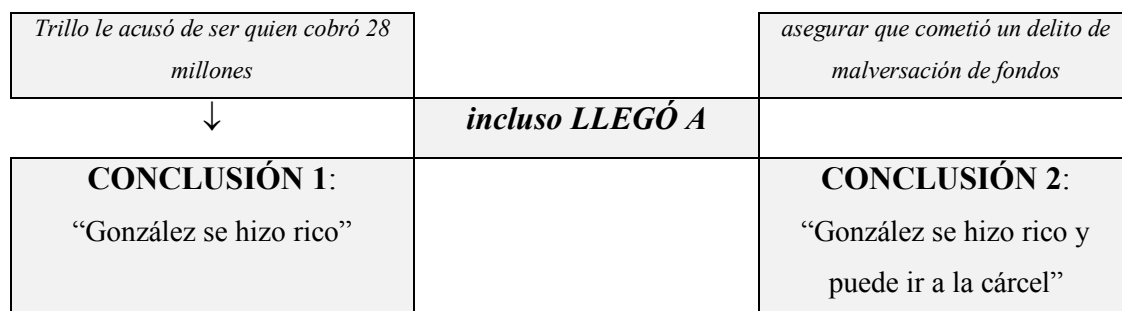 Trillo le acusó de ser quien cobró 28
millones
asegurar que cometió un delito de
malversación de fondos
↓
incluso LLEGÓ A
CONCLUSIÓN 1:
“González se hizo rico”
CONCLUSIÓN 2:
“González se hizo rico y
puede ir a la cárcel”